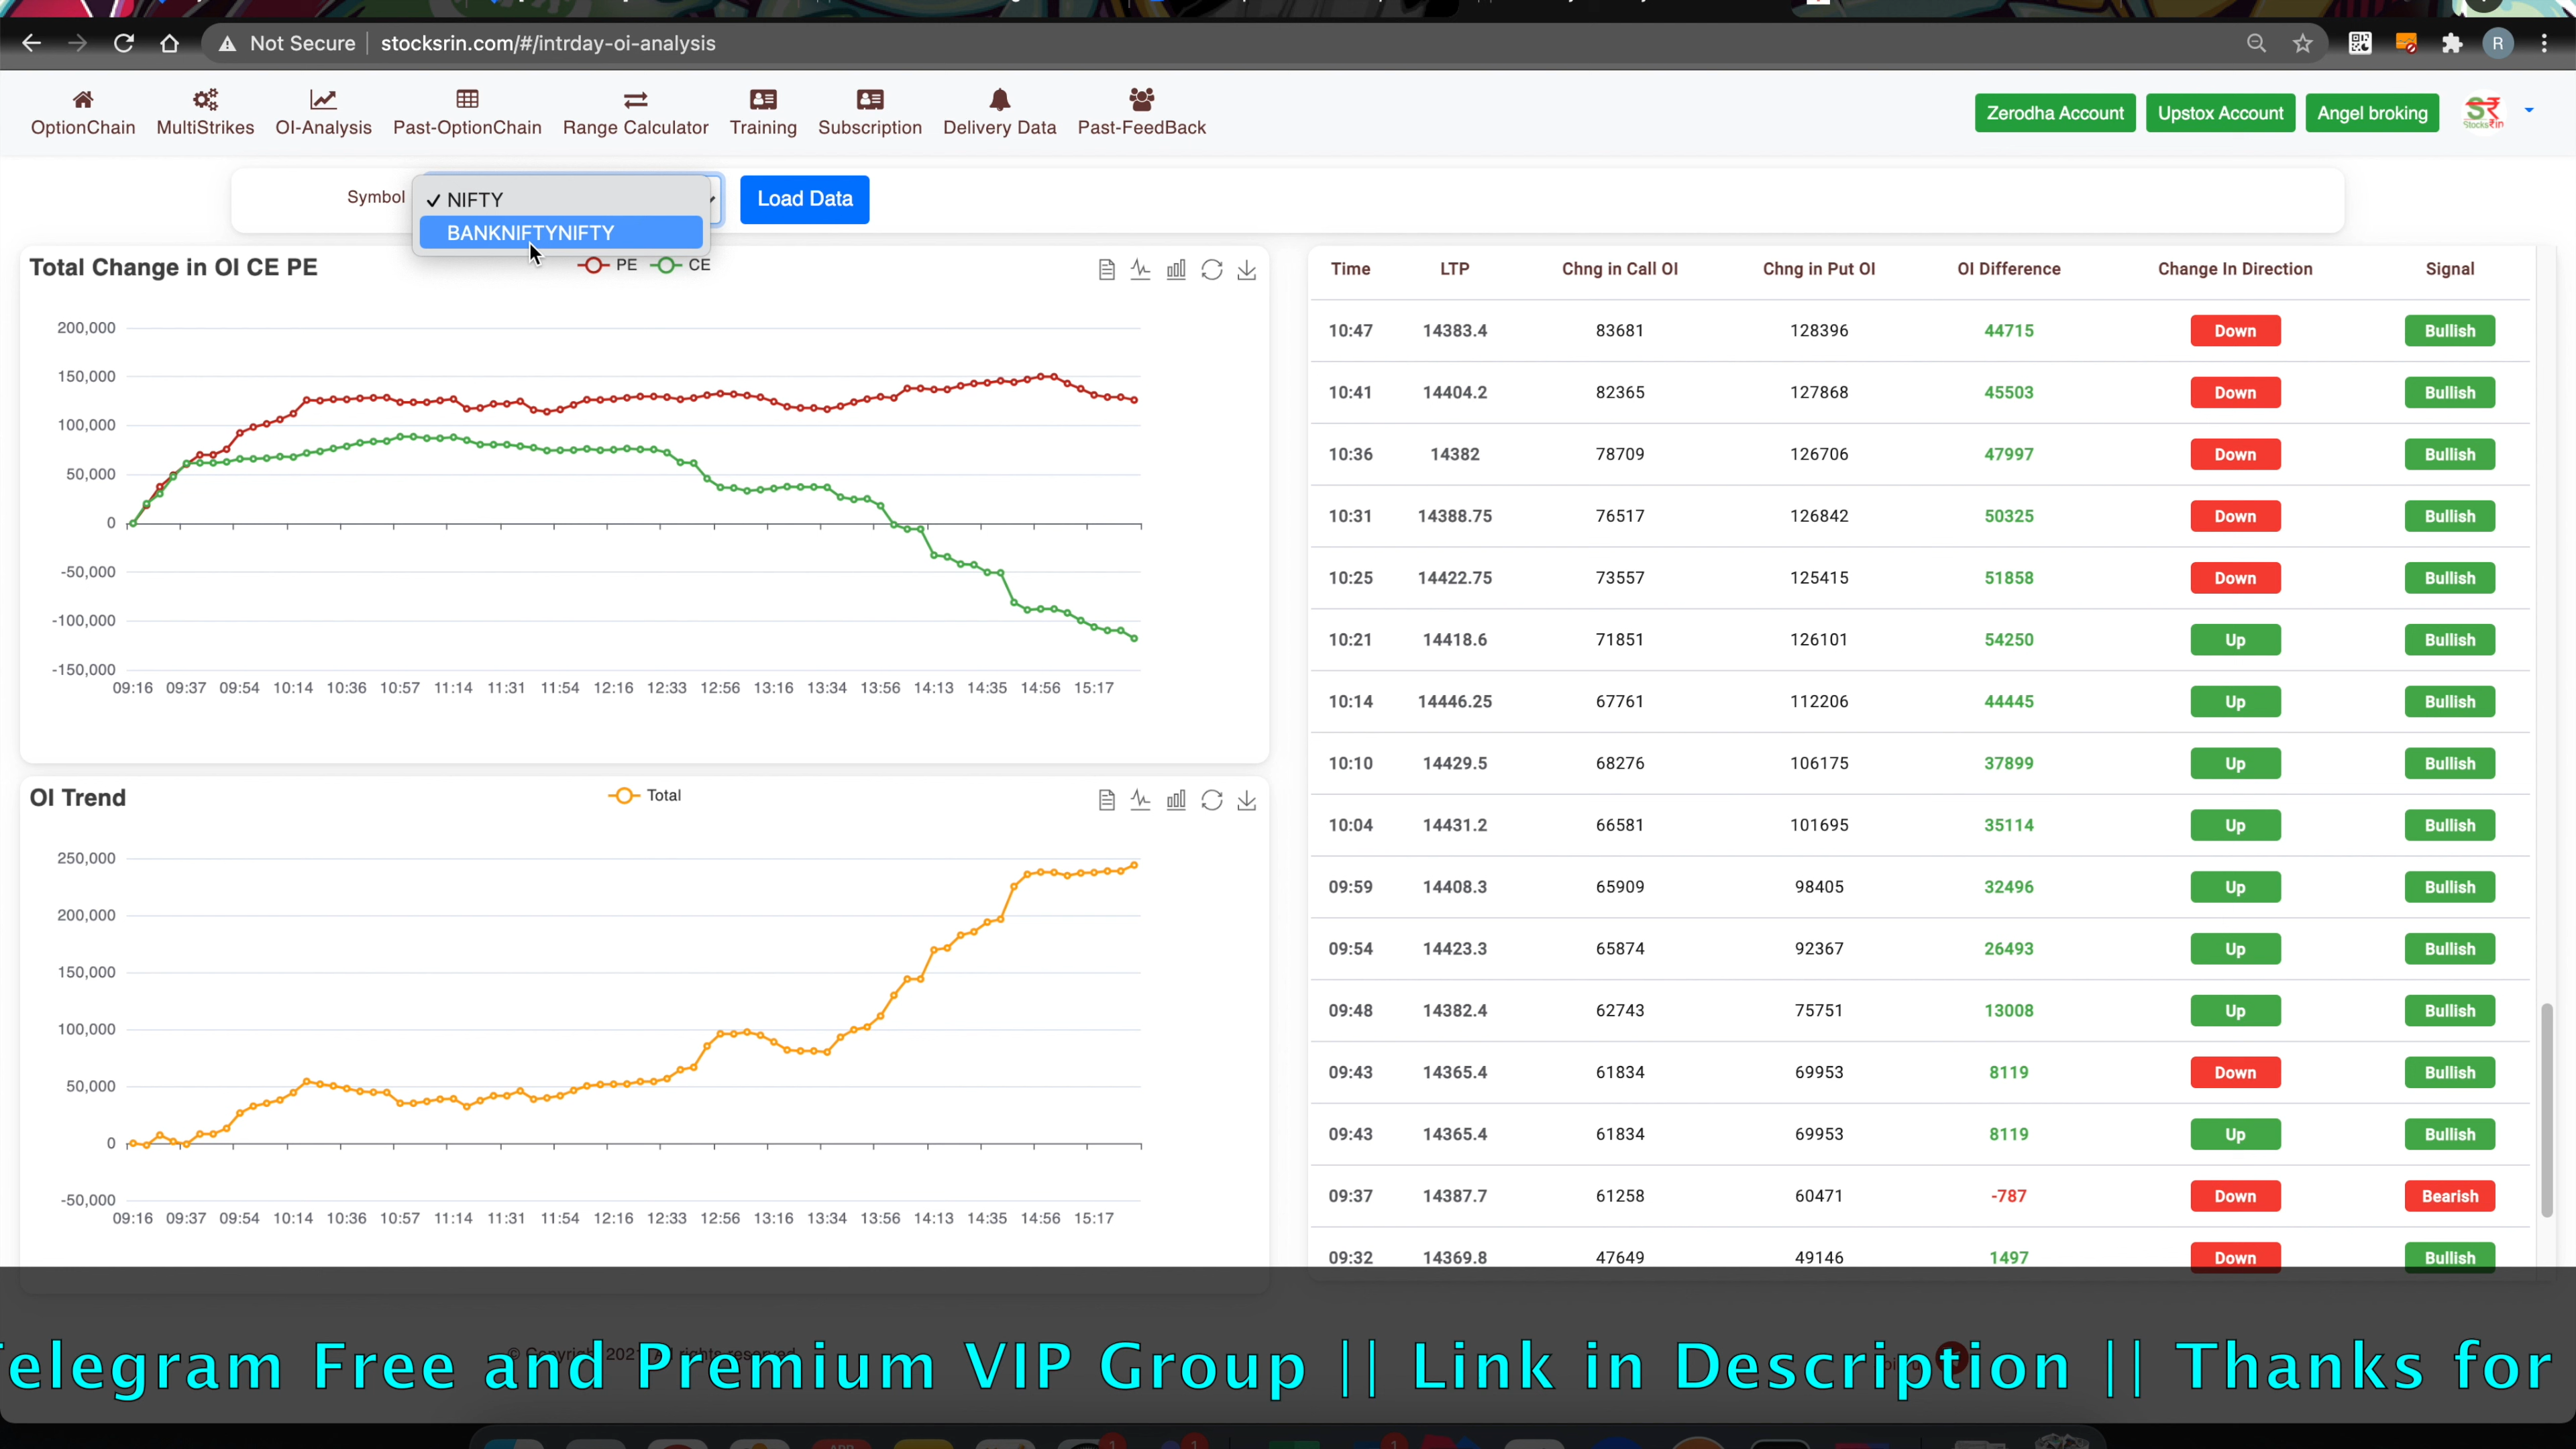 Not Secure stocksrin.com/#/intrday-oi-analysis
R
OptionChain MultiStrikes OI-Analysis Past-OptionChain Range Calculator Training Subscription Delivery Data Past-FeedBack
Zerodha Account Upstox Account Angel broking
Symbol
✓ NIFTY
BANKNIFTYNIFTY
Load Data
Total Change in OI CE PE
PE CE
200,000
150,000
100,000
50,000
0
-50,000
-100,000
-150,000
09:16 09:37 09:54 10:14 10:36 10:57 11:14 11:31 11:54 12:16 12:33 12:56 13:16 13:34 13:56 14:13 14:35 14:56 15:17
OI Trend
Total
250,000
200,000
150,000
100,000
50,000
0
-50,000
09:16 09:37 09:54 10:14 10:36 10:57 11:14 11:31 11:54 12:16 12:33 12:56 13:16 13:34 13:56 14:13 14:35 14:56 15:17
Time LTP Chng in Call OI Chng in Put OI OI Difference Change In Direction Signal
10:47 14383.4 83681 128396 44715 Down Bullish
10:41 14404.2 82365 127868 45503 Down Bullish
10:36 14382 78709 126706 47997 Down Bullish
10:31 14388.75 76517 126842 50325 Down Bullish
10:25 14422.75 73557 125415 51858 Down Bullish
10:21 14418.6 71851 126101 54250 Up Bullish
10:14 14446.25 67761 112206 44445 Up Bullish
10:10 14429.5 68276 106175 37899 Up Bullish
10:04 14431.2 66581 101695 35114 Up Bullish
09:59 14408.3 65909 98405 32496 Up Bullish
09:54 14423.3 65874 92367 26493 Up Bullish
09:48 14382.4 62743 75751 13008 Up Bullish
09:43 14365.4 61834 69953 8119 Down Bullish
09:43 14365.4 61834 69953 8119 Up Bullish
09:37 14387.7 61258 60471 -787 Down Bearish
09:32 14369.8 47649 49146 1497 Down Bullish
elegram Free and Premium VIP Group || Link in Description || Thanks for